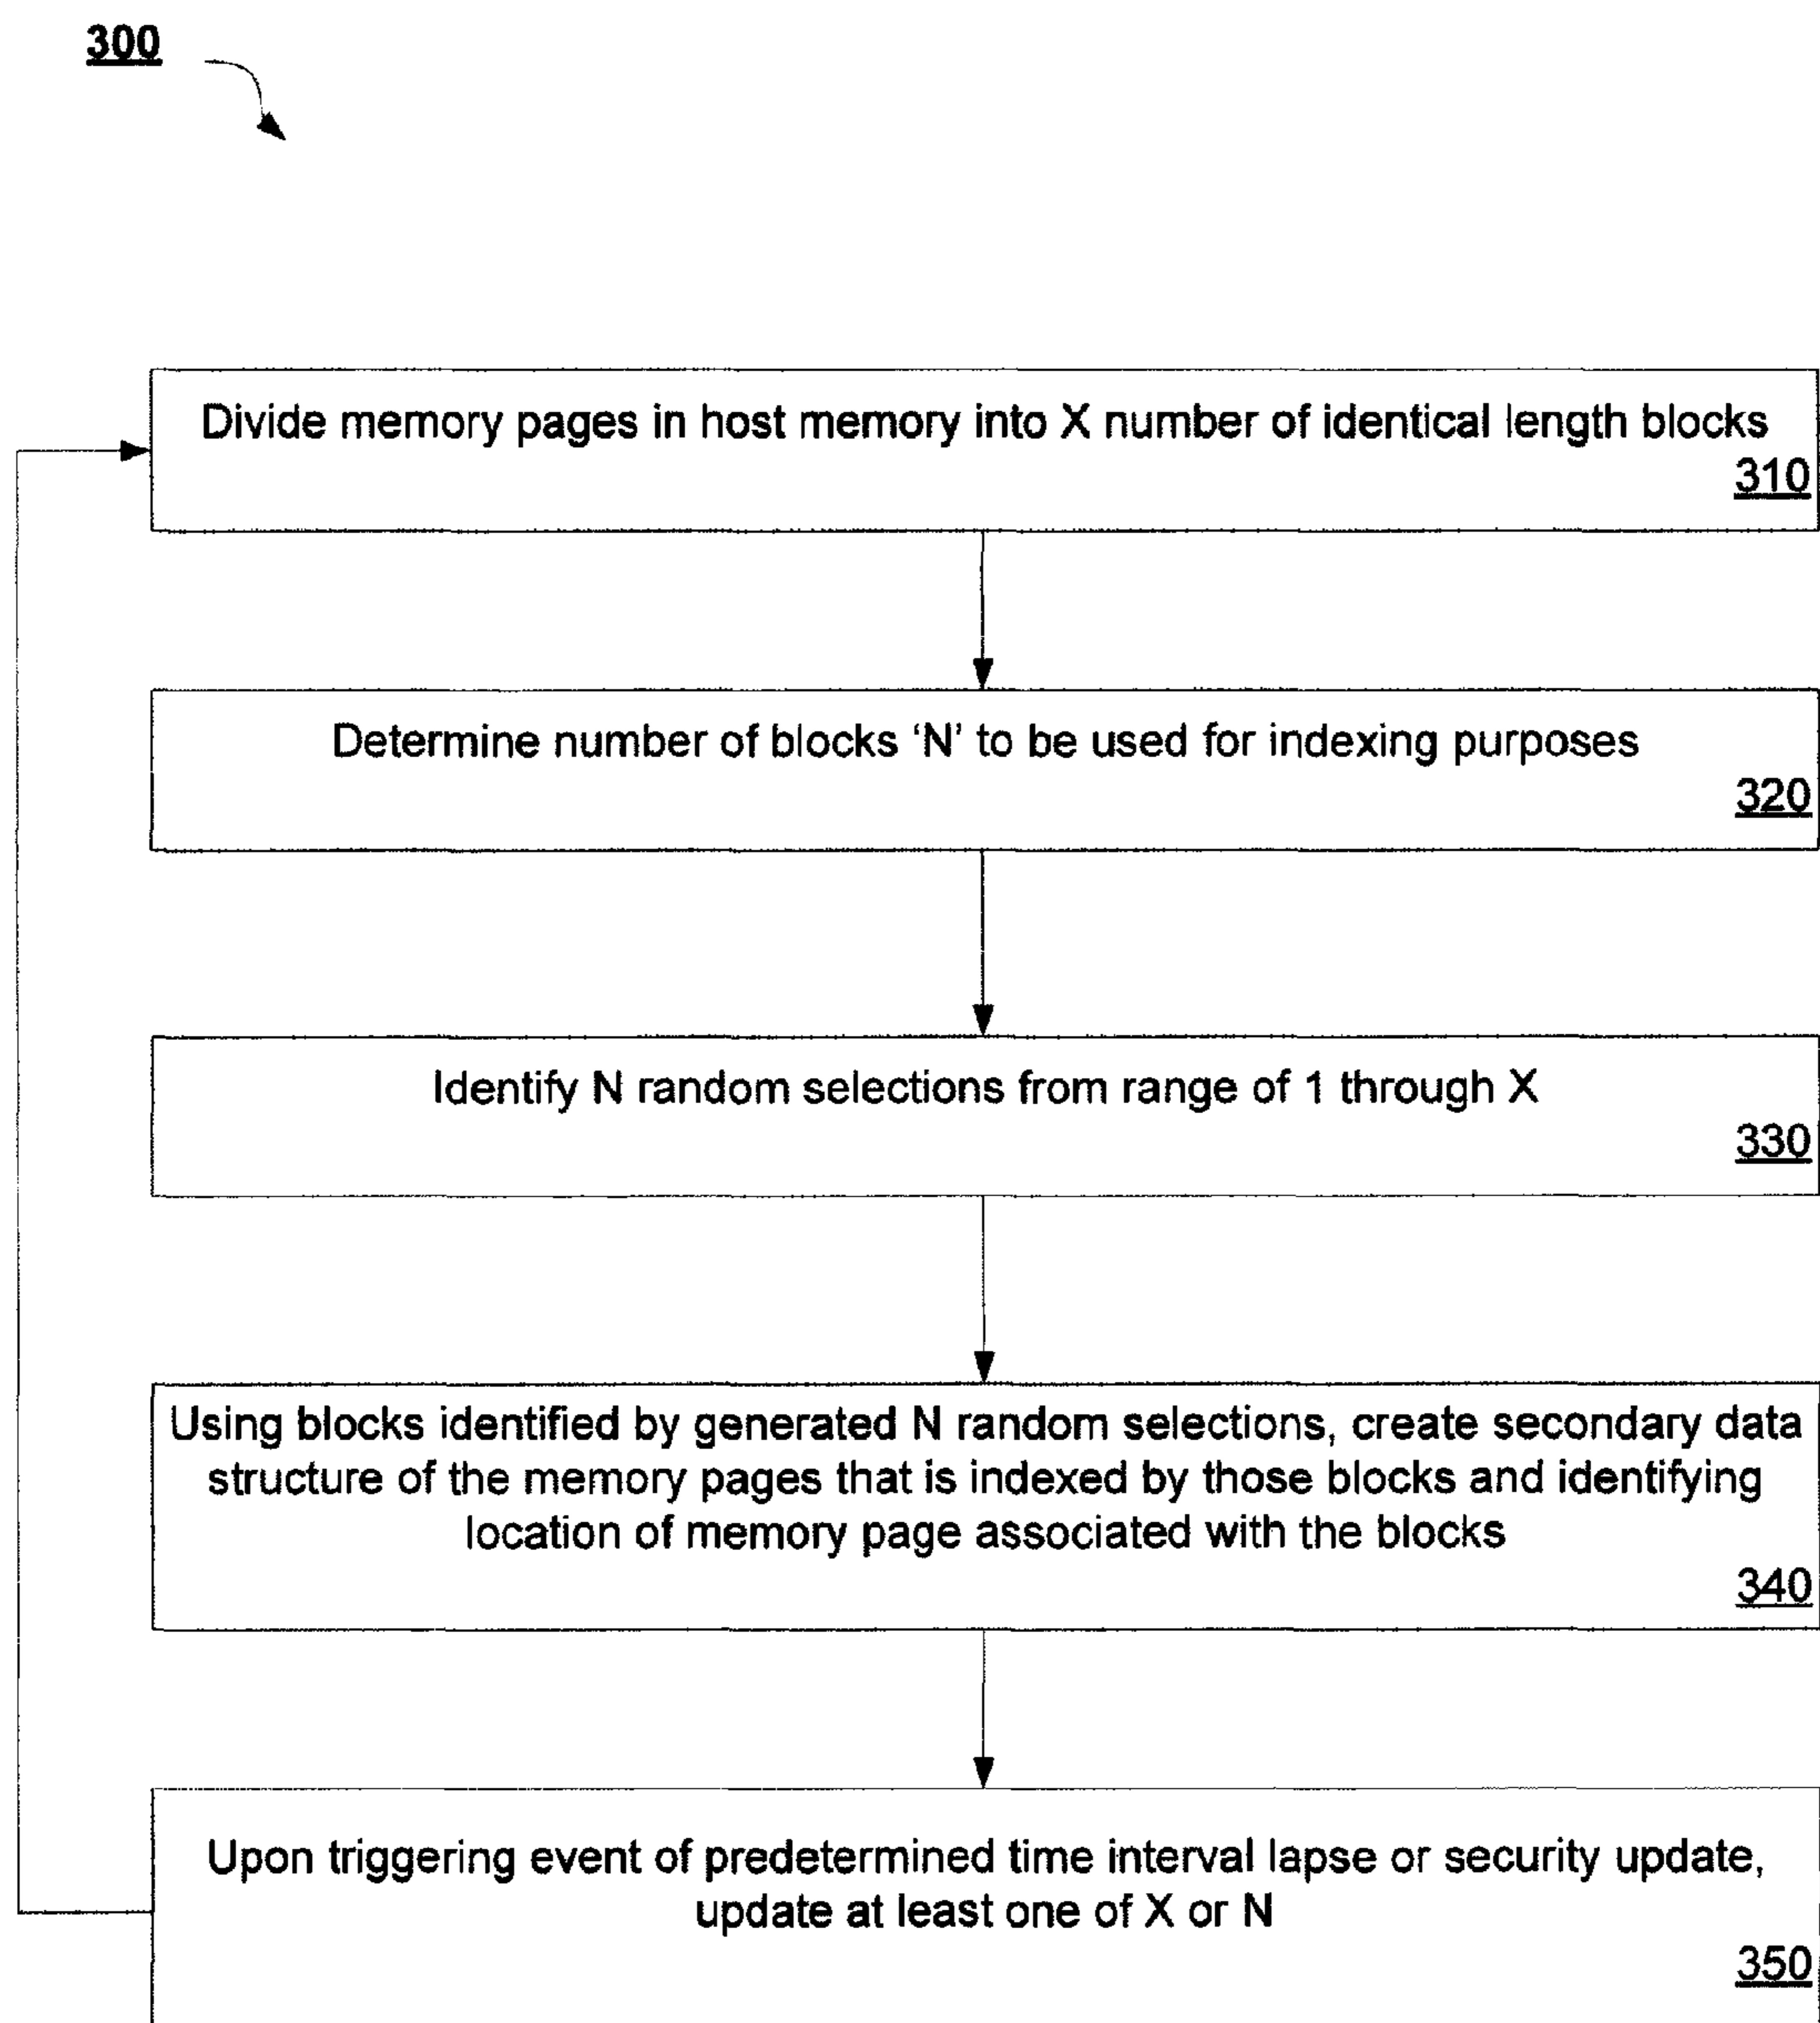 300
Divide memory pages in host memory into X number of identical length blocks
310
Determine number of blocks ‘N’ to be used for indexing purposes
320
Identify N random selections from range of 1 through X
330
Using blocks identified by generated N random selections, create secondary data
structure of the memory pages that is indexed by those blocks and identifying
location of memory page associated with the blocks
340
Upon triggering event of predetermined time interval lapse or security update,
update at least one of X or N
350